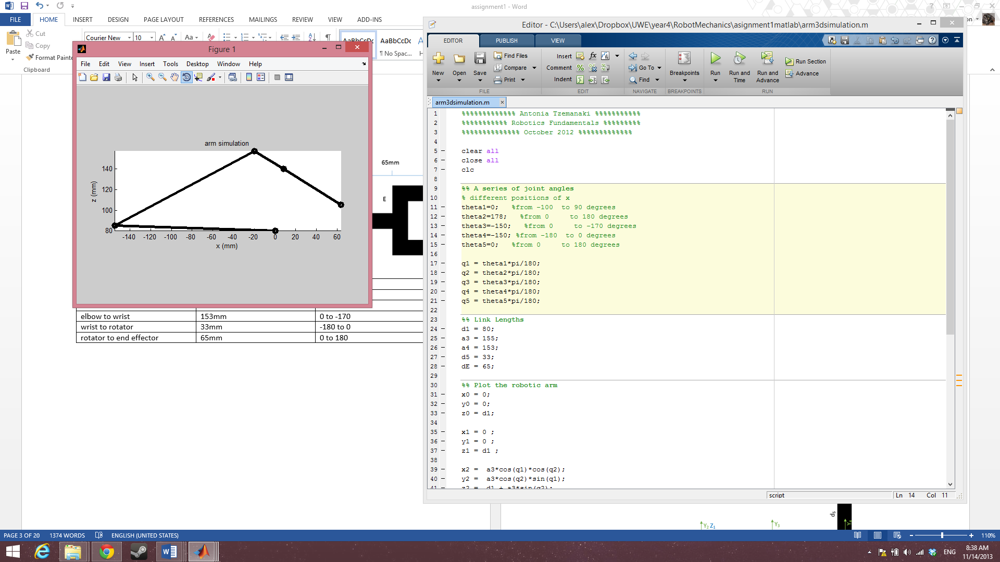 assignment1 - Word
FILE HOME INSERT DESIGN PAGE LAYOUT REFERENCES MAILINGS REVIEW VIEW ADD-INS
Paste
Cut
Copy
Format Painte
Clipboard
Courier New 10
AaBbCcDc AaBbCcDc
¶ No Spac...
Figure 1
File Edit View Insert Tools Desktop Window Help
arm simulation
z (mm)
140
120
100
80
-140 -120 -100 -80 -60 -40 -20 0 20 40 60
x (mm)
65mm
E
elbow to wrist 153mm 0 to -170
wrist to rotator 33mm -180 to 0
rotator to end effector 65mm 0 to 180
Editor - C:\Users\alex\Dropbox\UWE\year4\RobotMechanics\asignment1matlab\arm3dsimulation.m
EDITOR PUBLISH VIEW
New Open Save
Find Files
Compare
Print
FILE
Insert
Comment
Indent
EDIT
Go To
Find
NAVIGATE
Breakpoints
BREAKPOINTS
Run
Run and Time
Run and Advance
Run Section
Advance
RUN
arm3dsimulation.m
1 %%%%%%%%%%%%% Antonia Tzemanaki %%%%%%%%%%%
2 %%%%%%%%%%% Robotics Fundamentals %%%%%%%%%
3 %%%%%%%%%%%%%% October 2012 %%%%%%%%%%%%%
4
5 clear all
6 close all
7 clc
8
9 %% A series of joint angles
10 % different positions of x
11 theta1=0; %from -100 to 90 degrees
12 theta2=178; %from 0 to 180 degrees
13 theta3=-150; %from 0 to -170 degrees
14 theta4=-150; %from -180 to 0 degrees
15 theta5=0; %from 0 to 180 degrees
16
17 q1 = theta1*pi/180;
18 q2 = theta2*pi/180;
19 q3 = theta3*pi/180;
20 q4 = theta4*pi/180;
21 q5 = theta5*pi/180;
22
23 %% Link Lengths
24 d1 = 80;
25 a3 = 155;
26 a4 = 153;
27 d5 = 33;
28 dE = 65;
29
30 %% Plot the robotic arm
31 x0 = 0;
32 y0 = 0;
33 z0 = d1;
34
35 x1 = 0 ;
36 y1 = 0 ;
37 z1 = d1 ;
38
39 x2 = a3*cos(q1)*cos(q2);
40 y2 = a3*cos(q2)*sin(q1);
41 z2 = d1 + a3*sin(q2);
script
Ln 14 Col 11
d5
Y2 Z1
Y3
PAGE 3 OF 20 1374 WORDS ENGLISH (UNITED STATES)
110%
ENG
8:38 AM
11/14/2013